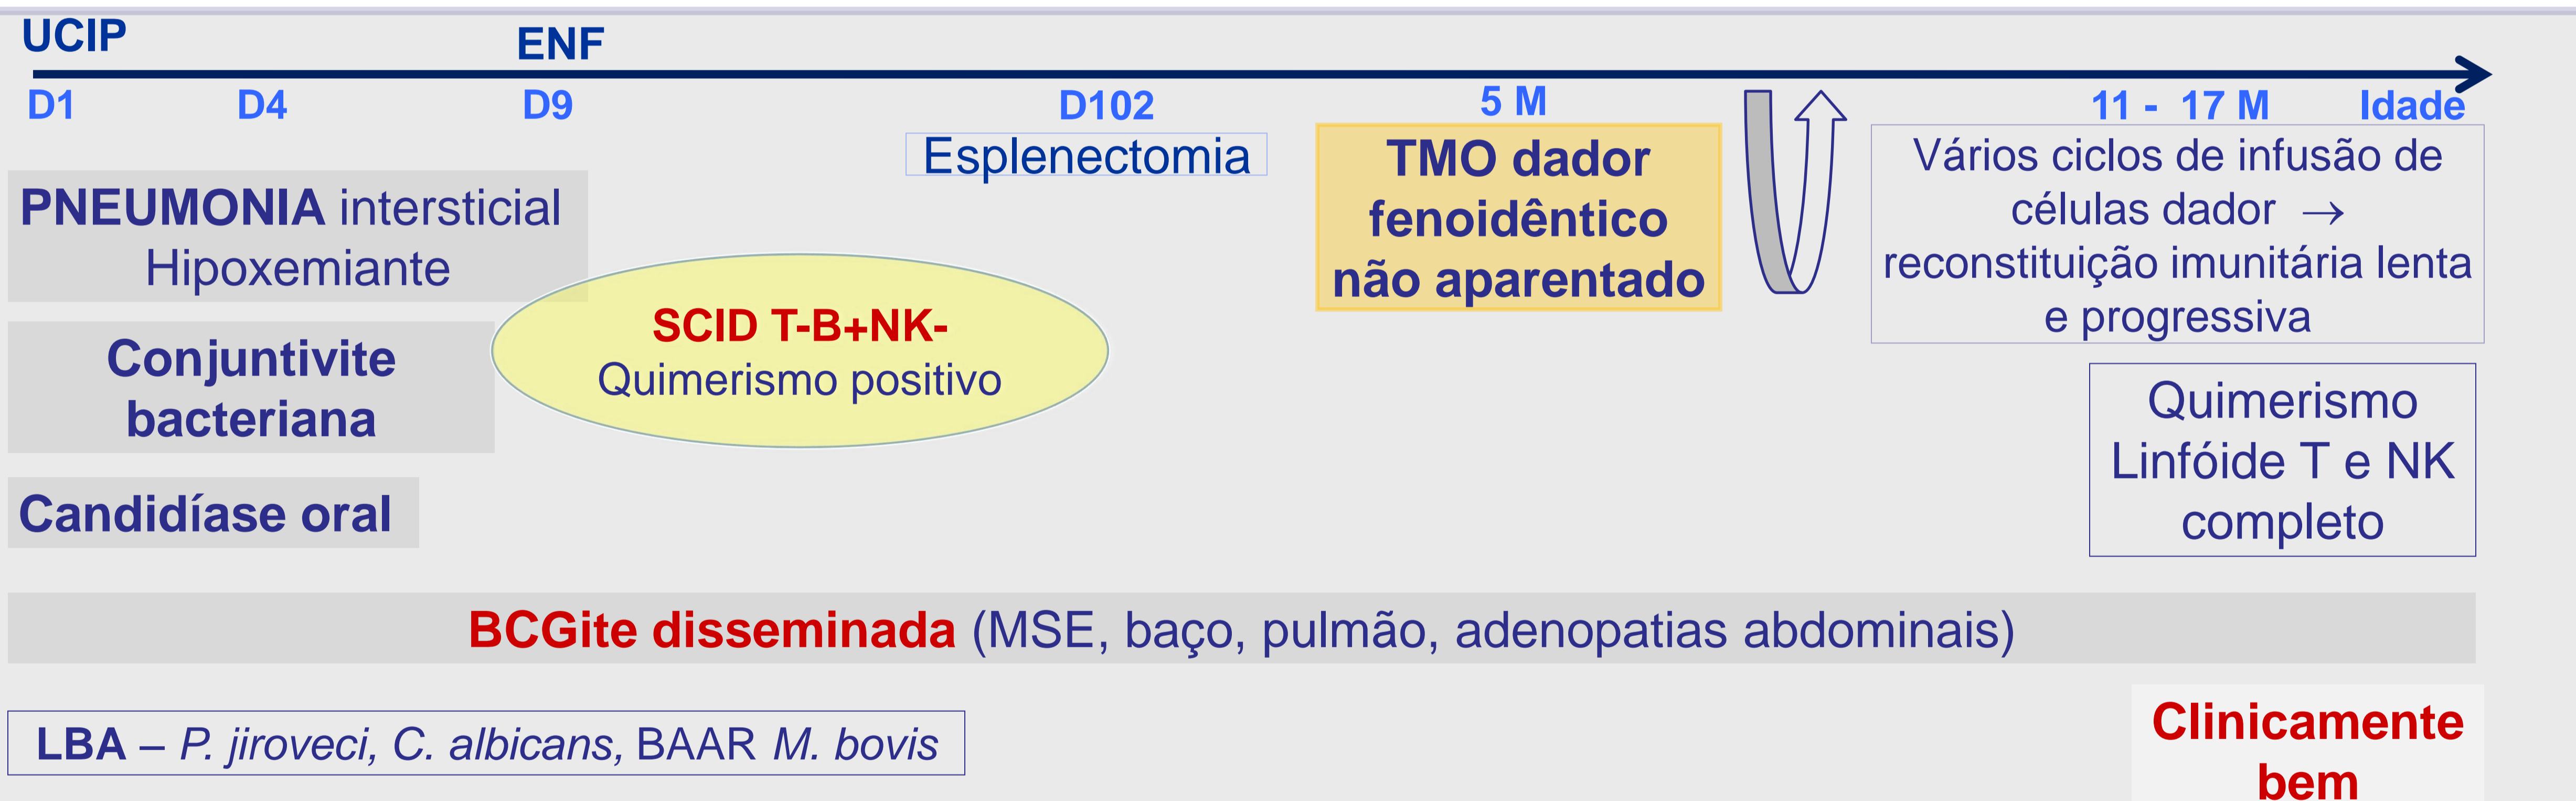 UCIP
ENF
D1 D4 D9 D102 5 M 11 - 17 M Idade
Esplenectomia
TMO dador
fenoidêntico
não aparentado
Vários ciclos de infusão de
células dador →
reconstituição imunitária lenta
e progressiva
PNEUMONIA intersticial
Hipoxemiante
SCID T-B+NK-
Quimerismo positivo
Conjuntivite
bacteriana
Quimerismo
Linfóide T e NK
completo
Candidíase oral
BCGite disseminada (MSE, baço, pulmão, adenopatias abdominais)
LBA – P. jiroveci, C. albicans, BAAR M. bovis
Clinicamente
bem